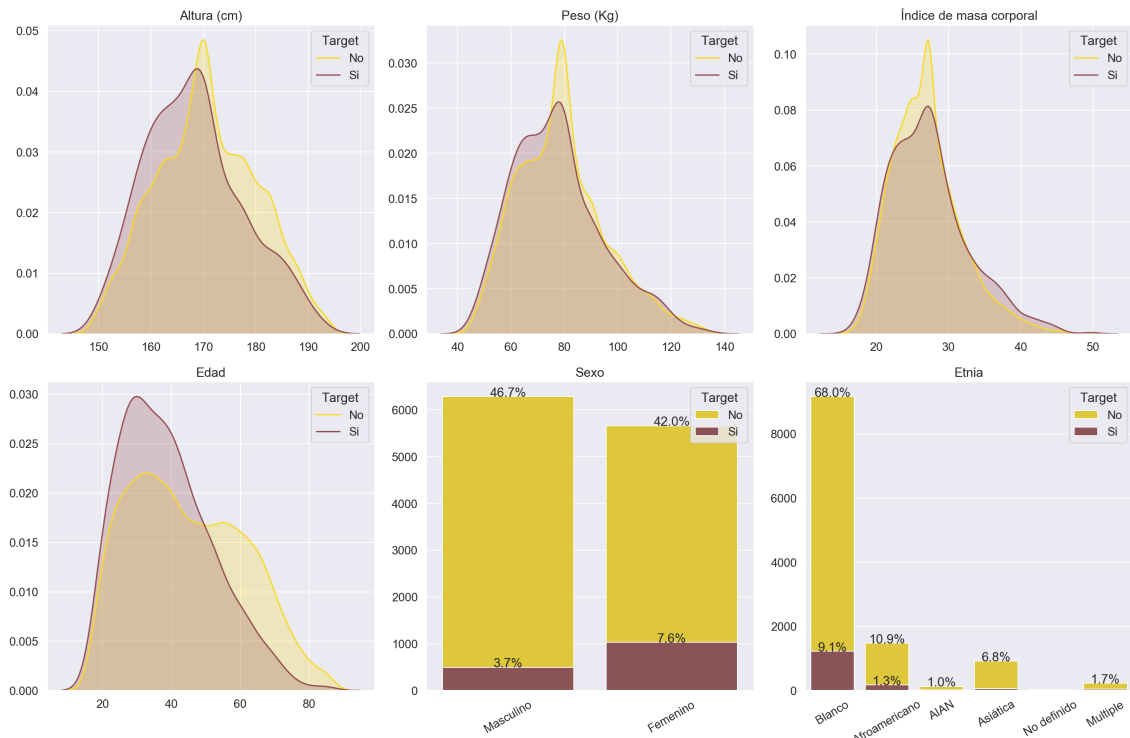 Altura (cm)
Target
No
Si
0.05
0.04
0.03
0.02
0.01
0.00
150 160 170 180 190 200
Peso (Kg)
Target
No
Si
0.030
0.025
0.020
0.015
0.010
0.005
0.000
40 60 80 100 120 140
Índice de masa corporal
Target
No
Si
0.10
0.08
0.06
0.04
0.02
0.00
20 30 40 50
Edad
Target
No
Si
0.030
0.025
0.020
0.015
0.010
0.005
0.000
20 40 60 80
Sexo
Target
No
Si
6000
5000
4000
3000
2000
1000
0
46.7%
42.0%
3.7%
7.6%
Masculino
Femenino
Etnia
Target
No
Si
8000
6000
4000
2000
0
68.0%
9.1%
10.9%
1.3%
1.0%
6.8%
1.7%
Blanco
Afroamericano
AIAN
Asiática
No definido
Multiple